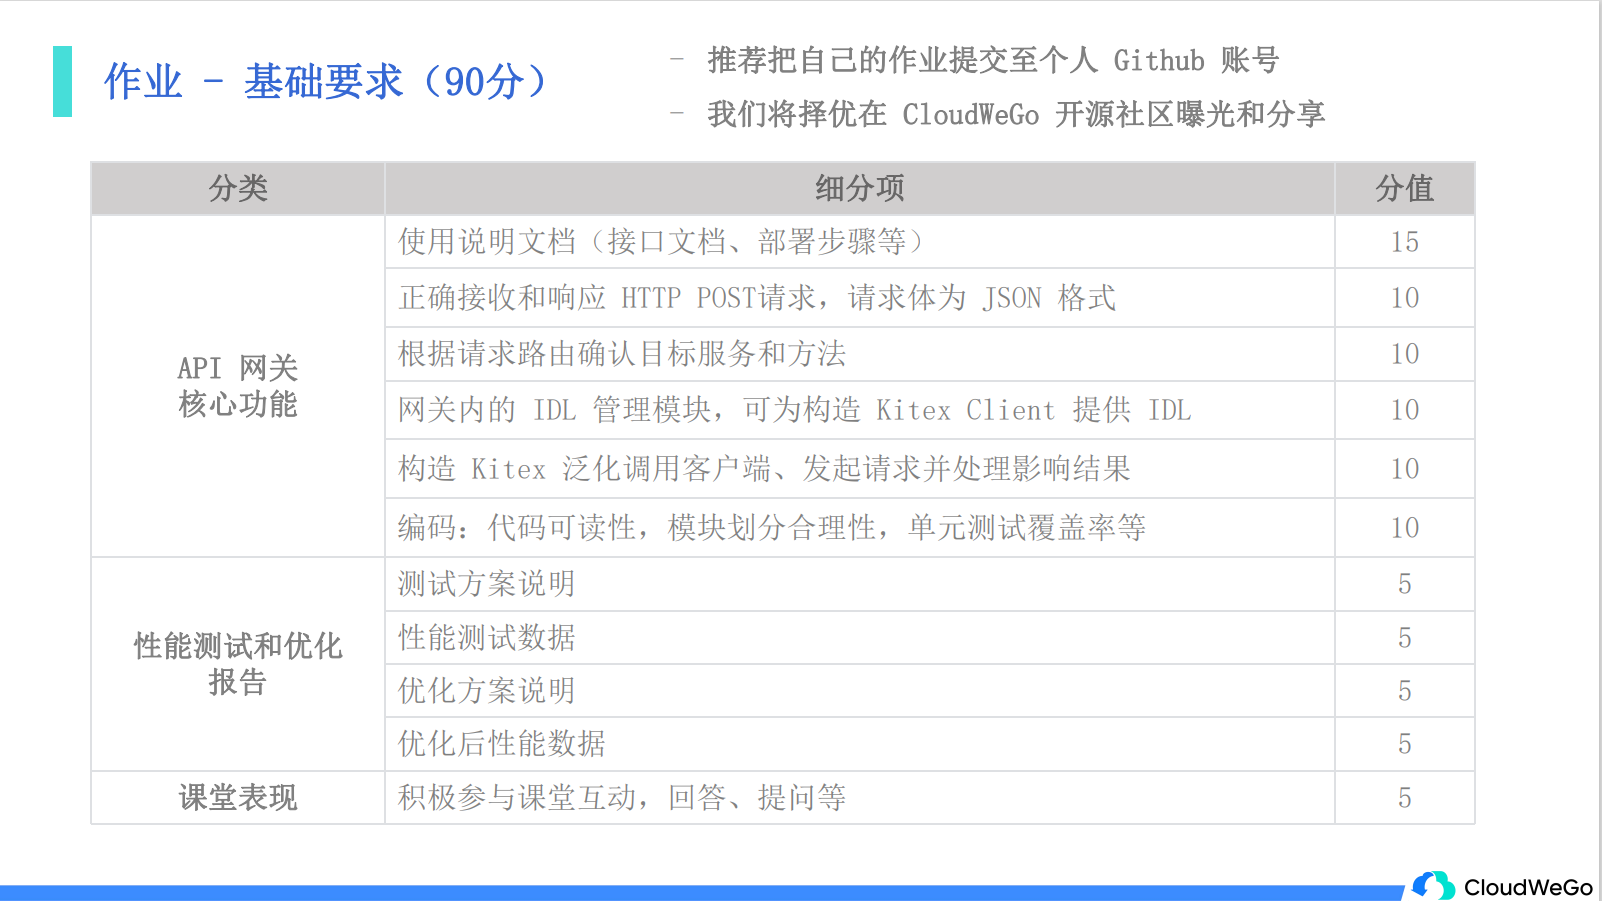 作业 - 基础要求（90分）
- 推荐把自己的作业提交至个人 Github 账号
- 我们将择优在 CloudWeGo 开源社区曝光和分享
分类 细分项 分值
API 网关
核心功能
使用说明文档（接口文档、部署步骤等） 15
正确接收和响应 HTTP POST请求，请求体为 JSON 格式 10
根据请求路由确认目标服务和方法 10
网关内的 IDL 管理模块，可为构造 Kitex Client 提供 IDL 10
构造 Kitex 泛化调用客户端、发起请求并处理影响结果 10
编码：代码可读性，模块划分合理性，单元测试覆盖率等 10
性能测试和优化
报告
测试方案说明 5
性能测试数据 5
优化方案说明 5
优化后性能数据 5
课堂表现 积极参与课堂互动，回答、提问等 5
CloudWeGo